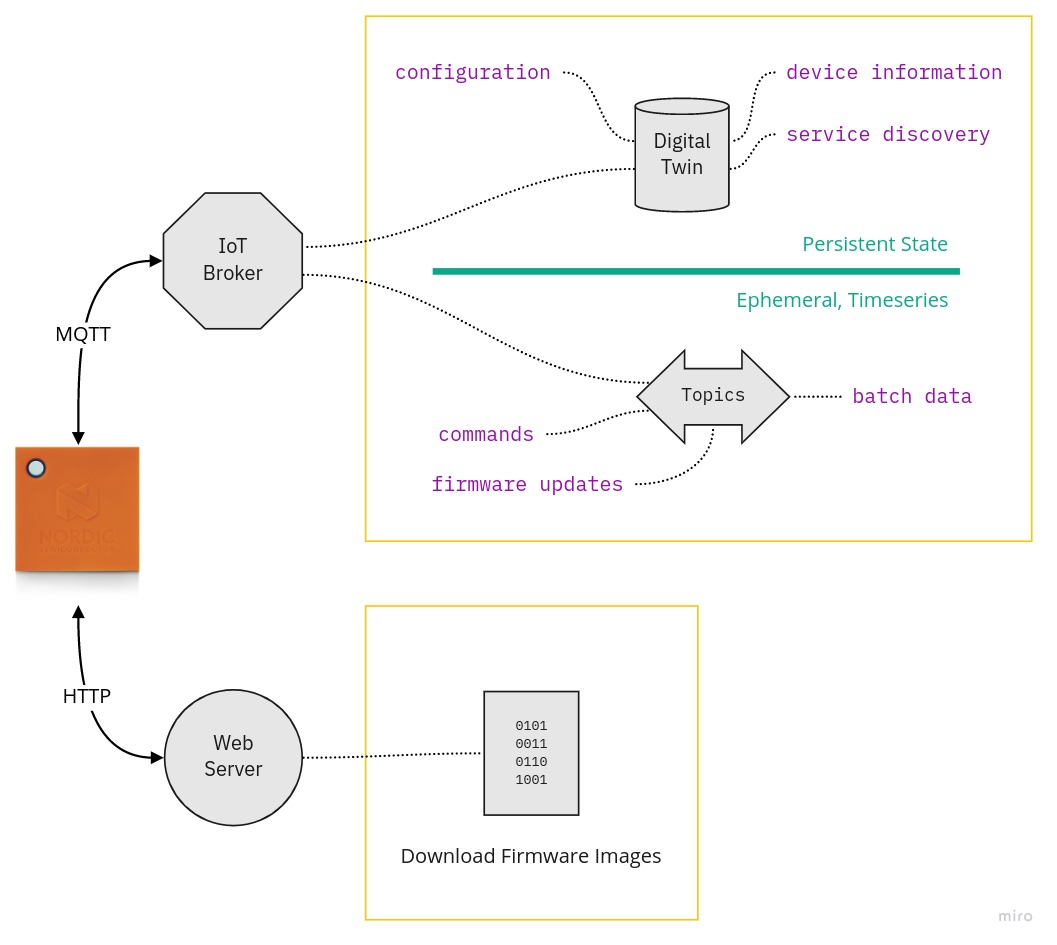 configuration
device information
Digital
Twin
service discovery
IoT
Broker
Persistent State
Ephemeral, Timeseries
MQTT
Topics
batch data
commands
firmware updates
NORDIC
SEMICONDUCTOR
HTTP
Web
Server
0101
0011
0110
1001
Download Firmware Images
miro